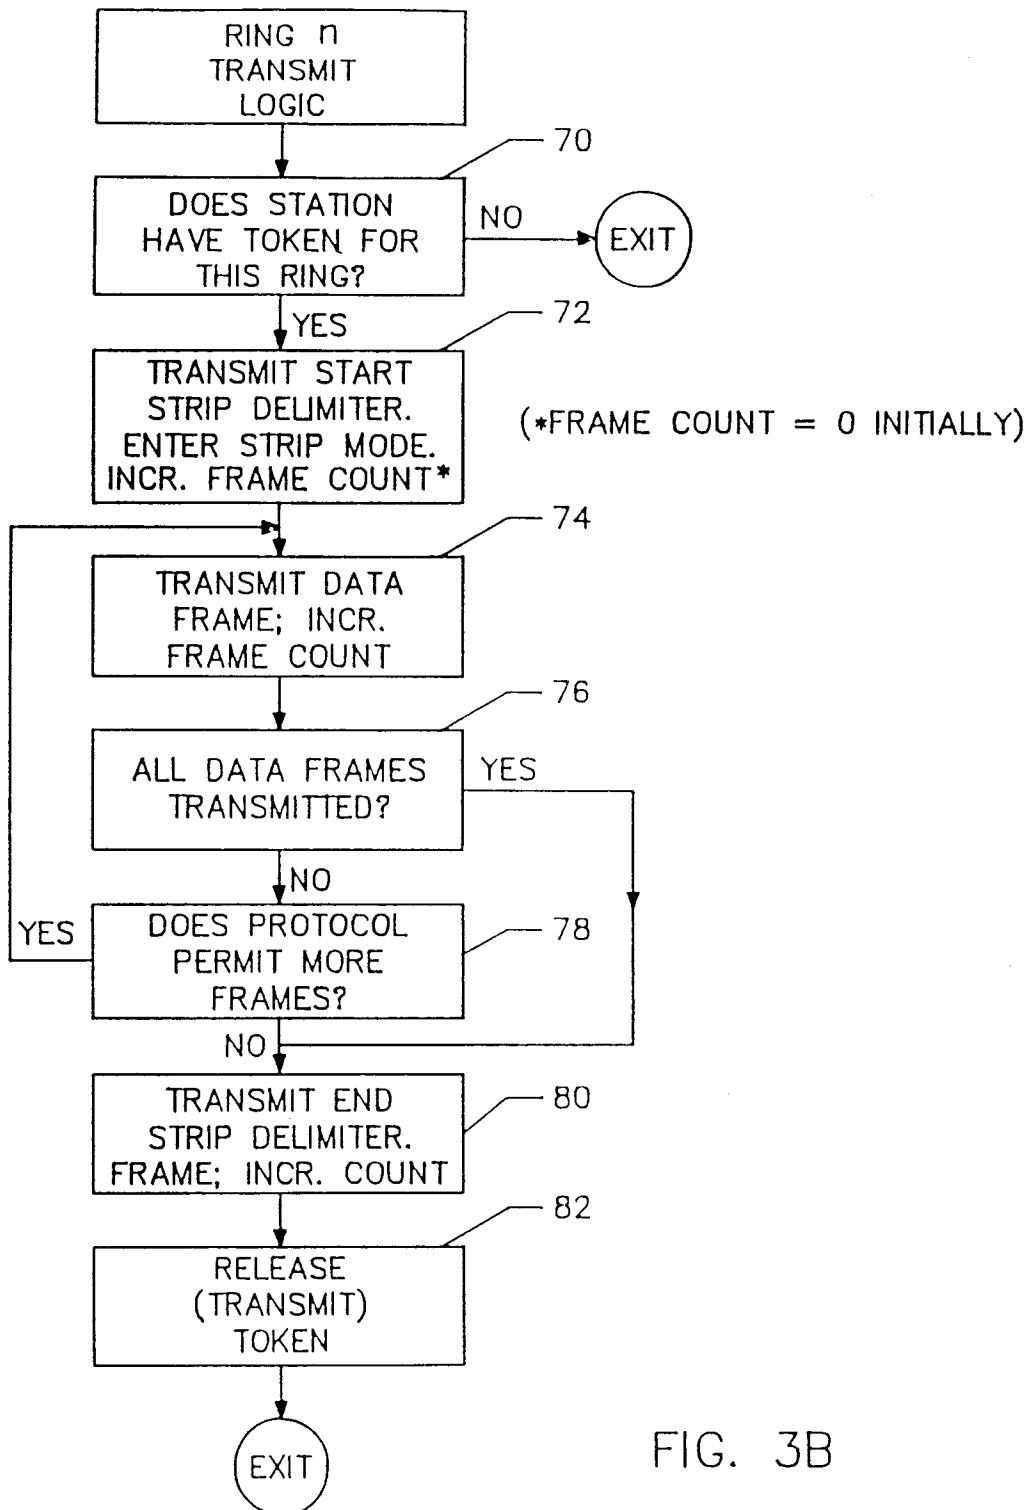 RING n
TRANSMIT
LOGIC
70
DOES STATION
HAVE TOKEN FOR
THIS RING?
NO
EXIT
YES
72
TRANSMIT START
STRIP DELIMITER.
ENTER STRIP MODE.
INCR. FRAME COUNT*
(*FRAME COUNT = 0 INITIALLY)
74
TRANSMIT DATA
FRAME; INCR.
FRAME COUNT
76
ALL DATA FRAMES
TRANSMITTED?
YES
NO
78
DOES PROTOCOL
PERMIT MORE
FRAMES?
YES
NO
80
TRANSMIT END
STRIP DELIMITER.
FRAME; INCR. COUNT
82
RELEASE
(TRANSMIT)
TOKEN
EXIT
FIG. 3B